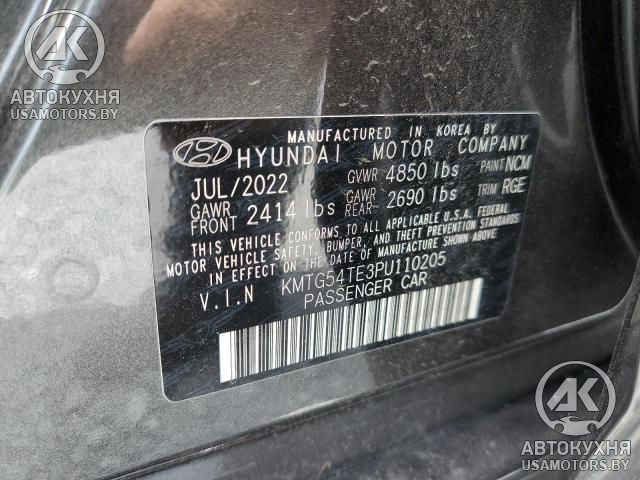 АВТОКУХНЯ
USAMOTORS.BY
MANUFACTURED IN KOREA BY
HYUNDAI MOTOR COMPANY
JUL/2022 GVWR 4850 lbs PAINT NCM
GAWR FRONT 2414 lbs GAWR REAR: 2690 lbs TRIM RGE
THIS VEHICLE CONFORMS TO ALL APPLICABLE U.S.A. FEDERAL
MOTOR VEHICLE SAFETY, BUMPER, AND THEFT PREVENTION STANDARDS
IN EFFECT ON THE DATE OF MANUFACTURE SHOWN ABOVE.
V.I.N KMTG54TE3PU110205
PASSENGER CAR
АВТОКУХНЯ
USAMOTORS.BY